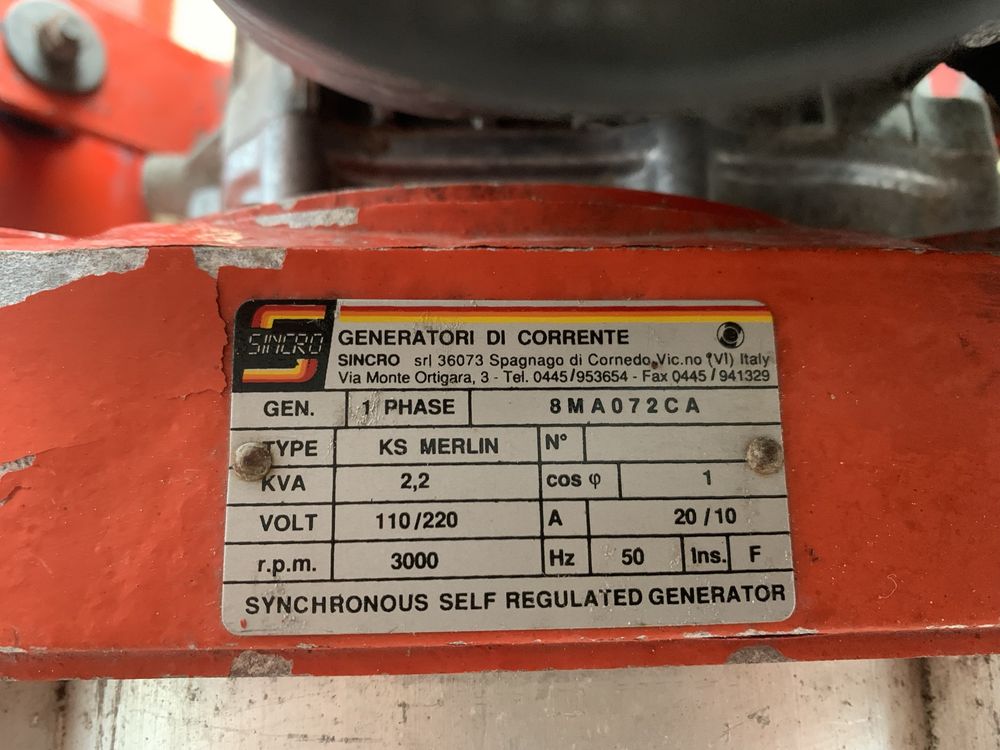 SINCRO
GENERATORI DI CORRENTE
SINCRO srl 36073 Spagnago di Cornedo Vic.no (VI) Italy
Via Monte Ortigara, 3 - Tel. 0445/953654 - Fax 0445/941329
GEN. 1 PHASE 8MA072CA
TYPE KS MERLIN N°
KVA 2,2 cos φ 1
VOLT 110/220 A 20/10
r.p.m. 3000 Hz 50 Ins. F
SYNCHRONOUS SELF REGULATED GENERATOR